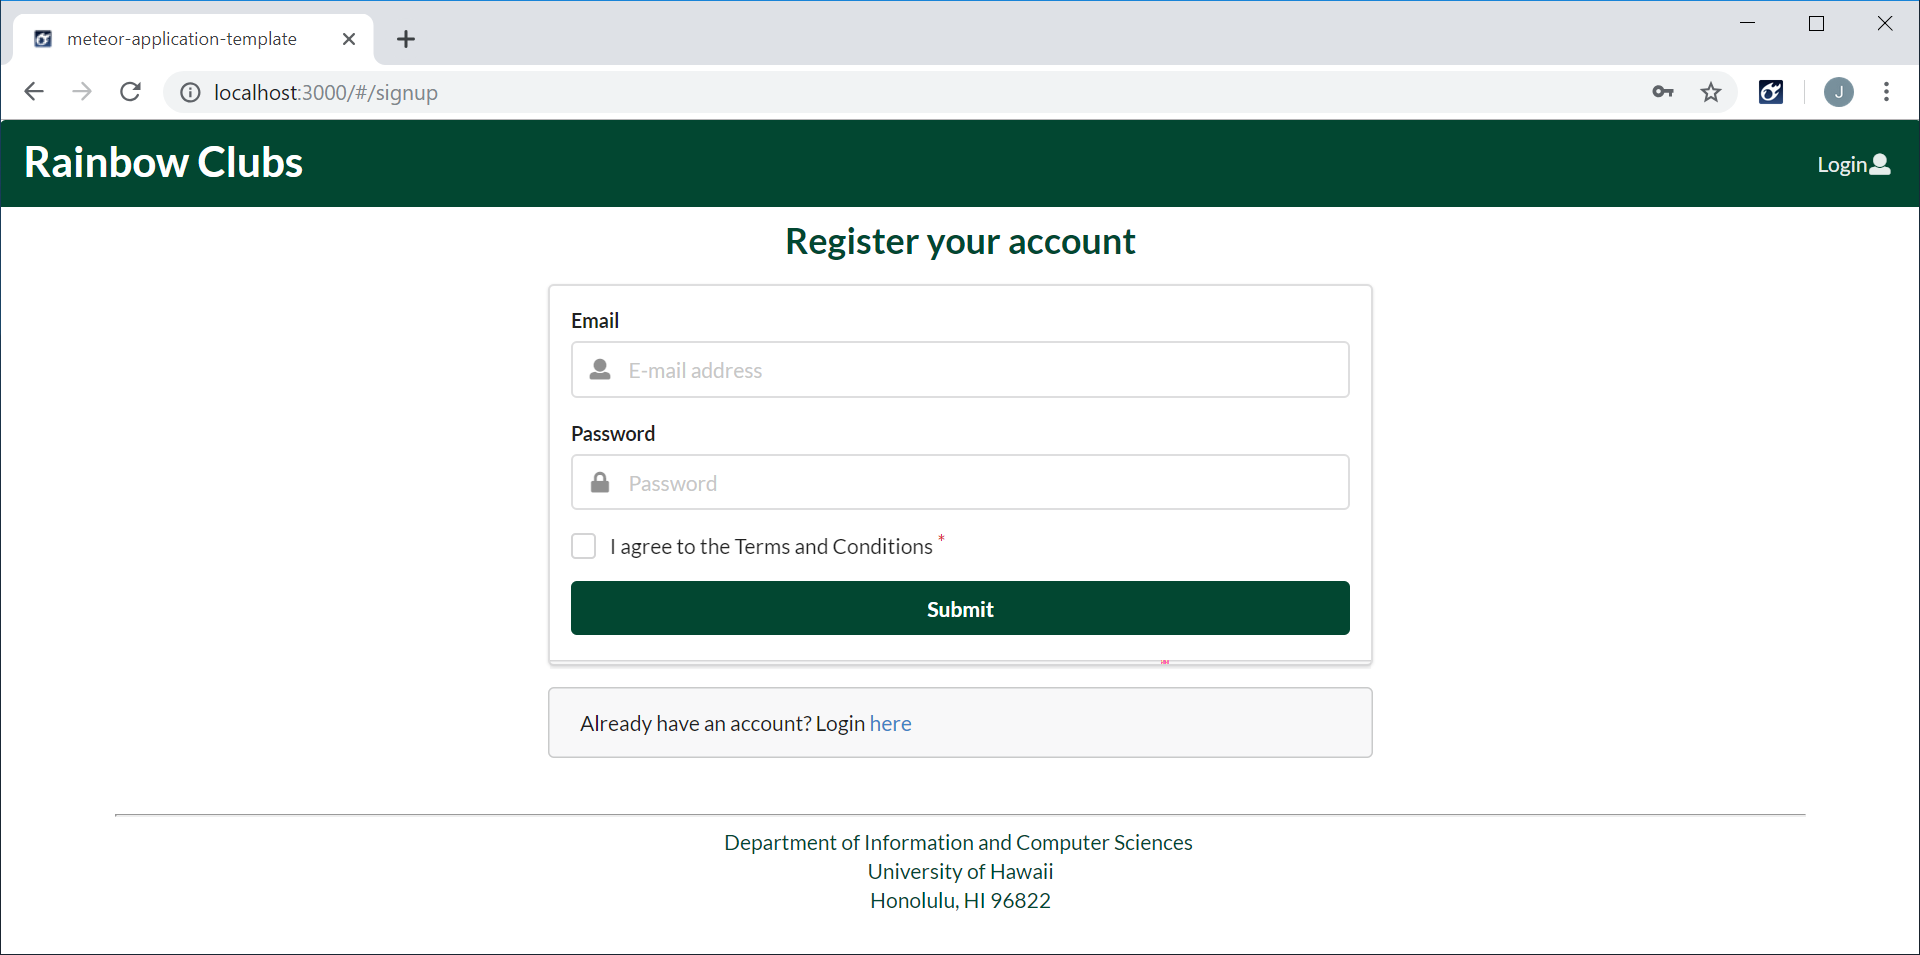 meteor-application-template
localhost:3000/#/signup
J
Rainbow Clubs
Login
Register your account
Email
E-mail address
Password
Password
I agree to the Terms and Conditions *
Submit
Already have an account? Login here
Department of Information and Computer Sciences
University of Hawaii
Honolulu, HI 96822